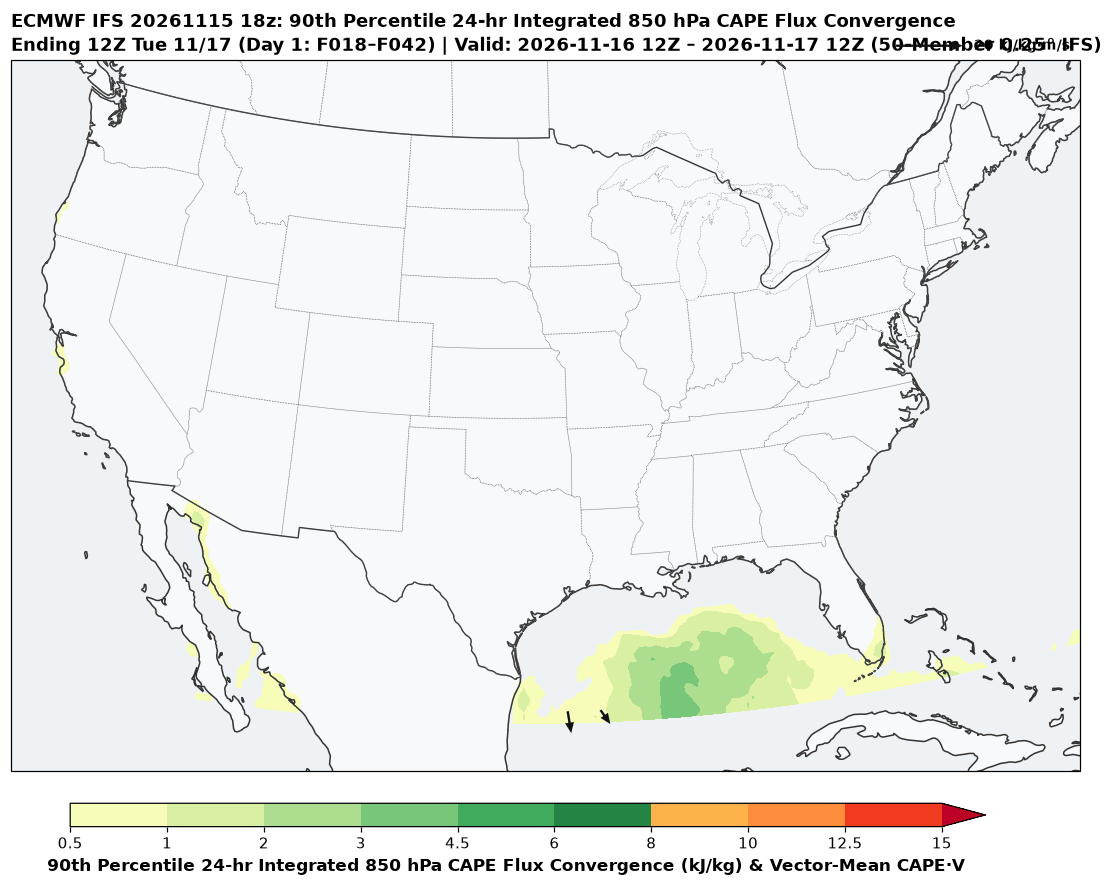 ECMWF IFS 20261115 18z: 90th Percentile 24-hr Integrated 850 hPa CAPE Flux Convergence
Ending 12Z Tue 11/17 (Day 1: F018–F042) | Valid: 2026-11-16 12Z – 2026-11-17 12Z (50-Member 0.25° IFS)
0.5 1 2 3 4.5 6 8 10 12.5 15
90th Percentile 24-hr Integrated 850 hPa CAPE Flux Convergence (kJ/kg) & Vector-Mean CAPE·V